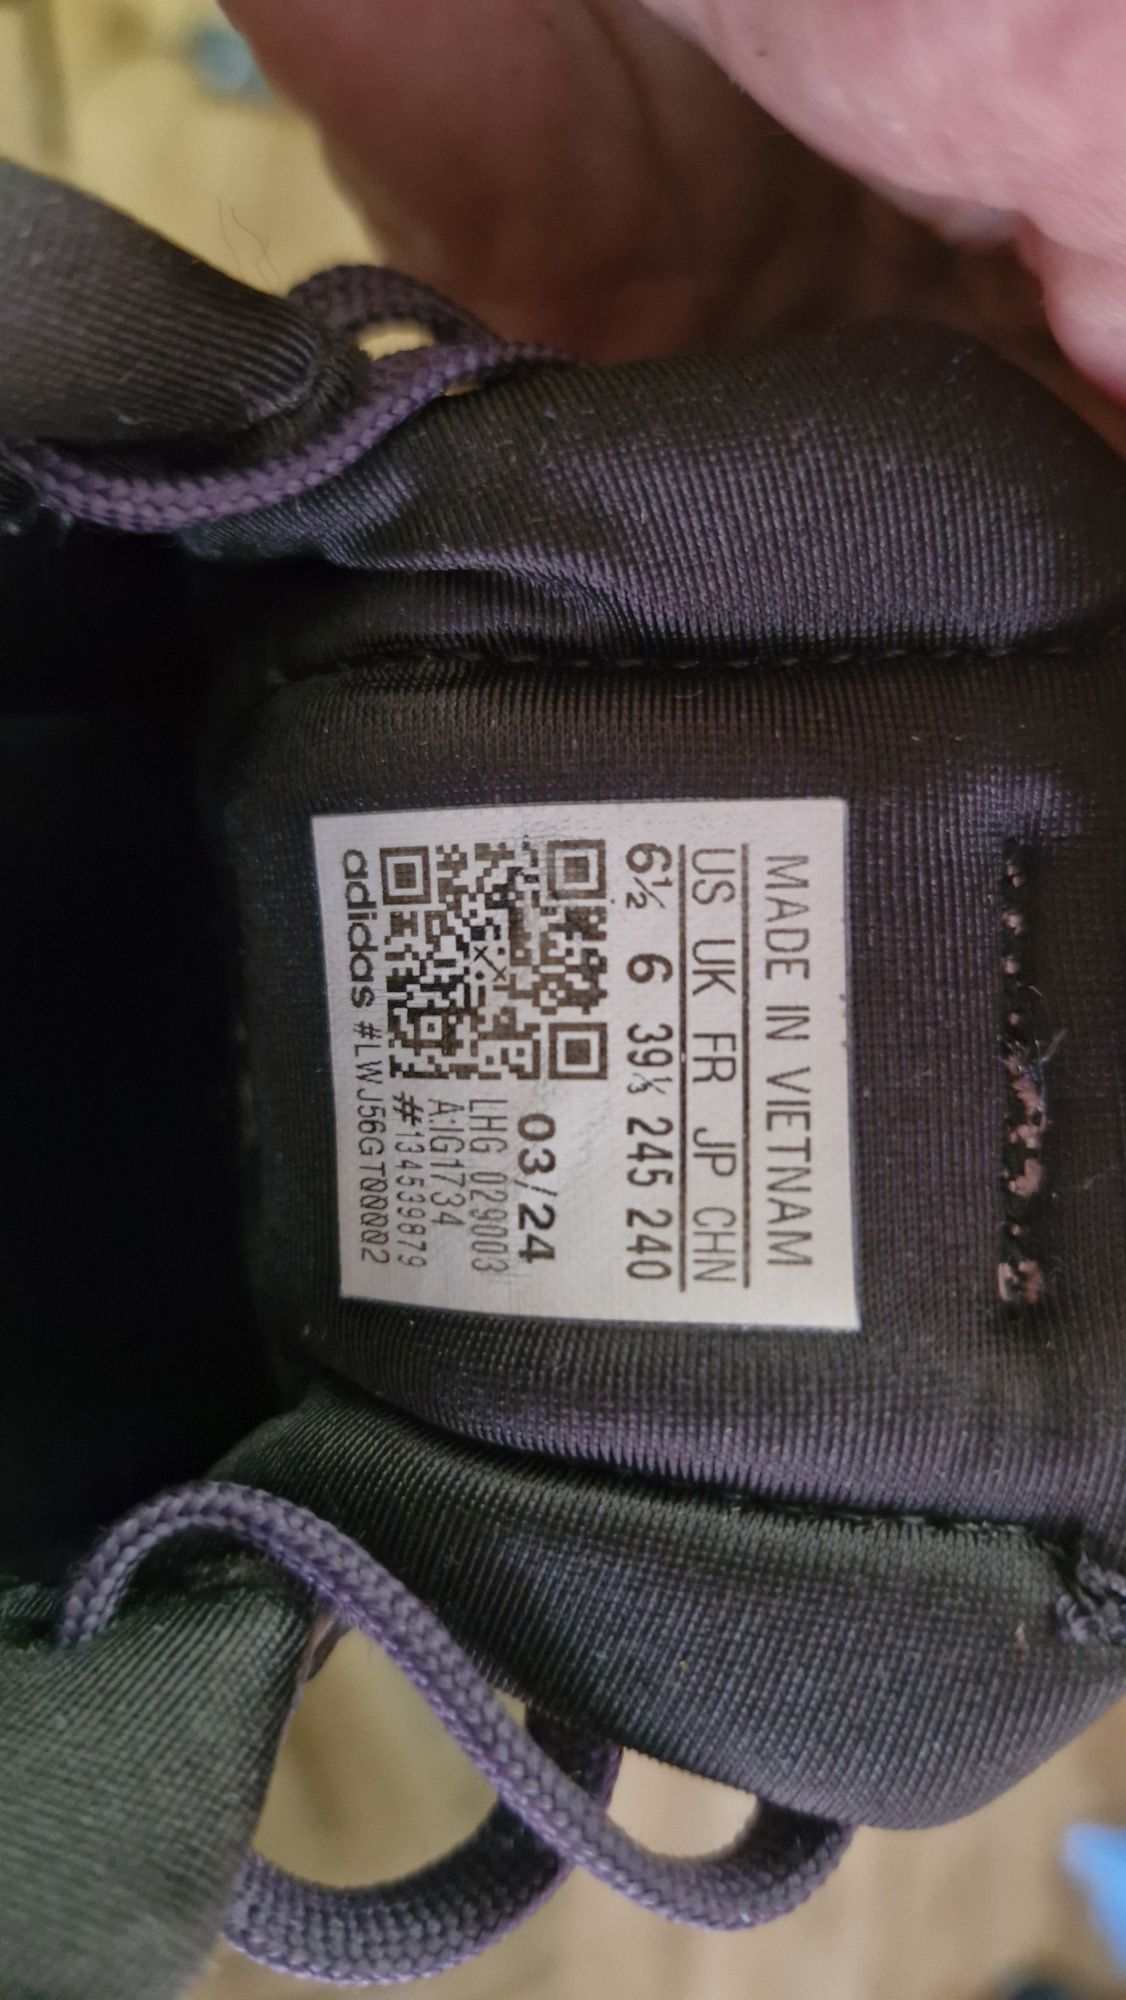 MADE IN VIETNAM
US UK FR JP CHN
6½ 6 39⅓ 245 240
03/24
LHG 029003
A:IG1734
#134539879
adidas #LWJ56GTQQQQ2